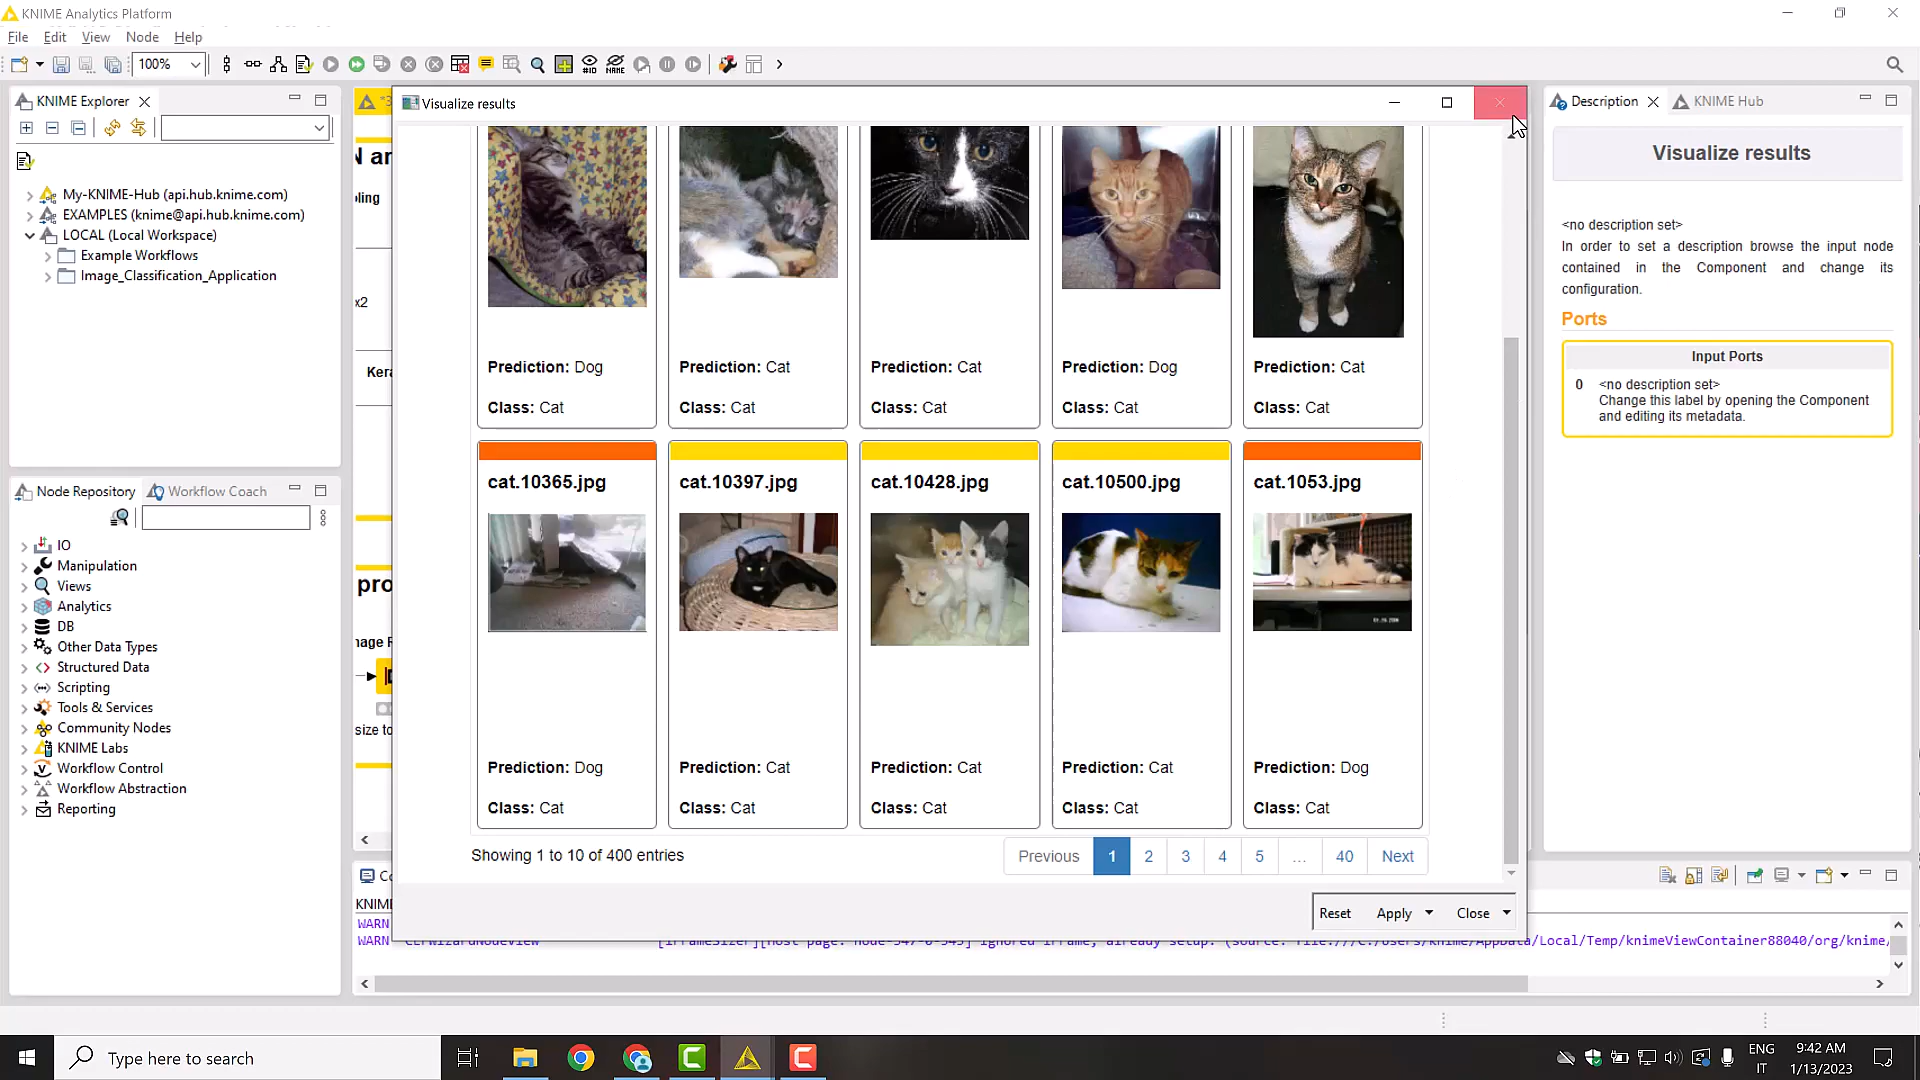 KNIME Analytics Platform
File Edit View Node Help
100%
KNIME Explorer
My-KNIME-Hub (api.hub.knime.com)
EXAMPLES (knime@api.hub.knime.com)
LOCAL (Local Workspace)
Example Workflows
Image_Classification_Application
Node Repository
Workflow Coach
IO
Manipulation
Views
Analytics
DB
Other Data Types
Structured Data
Scripting
Tools & Services
Community Nodes
KNIME Labs
Workflow Control
Workflow Abstraction
Reporting
Visualize results
Prediction: Dog
Class: Cat
Prediction: Cat
Class: Cat
Prediction: Cat
Class: Cat
Prediction: Dog
Class: Cat
Prediction: Cat
Class: Cat
cat.10365.jpg
Prediction: Dog
Class: Cat
cat.10397.jpg
Prediction: Cat
Class: Cat
cat.10428.jpg
Prediction: Cat
Class: Cat
cat.10500.jpg
Prediction: Cat
Class: Cat
cat.1053.jpg
Prediction: Dog
Class: Cat
Showing 1 to 10 of 400 entries
Previous 1 2 3 4 5 … 40 Next
Reset Apply Close
KNIME
WARN
WARN
Description
KNIME Hub
Visualize results
<no description set>
In order to set a description browse the input node
contained in the Component and change its
configuration.
Ports
Input Ports
0 <no description set>
Change this label by opening the Component
and editing its metadata.
Type here to search
ENG
IT
9:42 AM
1/13/2023